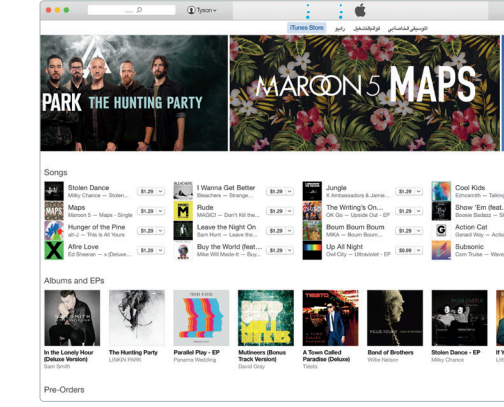 Tyson
iTunes Store
راديو
قوائم التشغيل
الموسيقى الخاصة بي
PARK THE HUNTING PARTY
MAROON 5 MAPS
Songs
Stolen Dance
Milky Chance — Stolen...
$1.29
I Wanna Get Better
Bleachers — Strange...
$1.29
Jungle
X Ambassadors & Jamie...
$1.29
Cool Kids
Echosmith — Talking
Maps
Maroon 5 — Maps - Single
$1.29
Rude
MAGIC! — Don't Kill the...
$1.29
The Writing's On...
OK Go — Upside Out - EP
$1.29
Show 'Em (feat.
Boosie Badazz —
Hunger of the Pine
alt-J — This Is All Yours
$1.29
Leave the Night On
Sam Hunt — Leave the...
$1.29
Boum Boum Boum
MIKA — Boum Boum...
$1.29
Action Cat
Gerard Way — Actio
Afire Love
Ed Sheeran — x (Deluxe...
$1.29
Buy the World (feat...
Mike Will Made-It — Buy...
$1.29
Up All Night
Owl City — Ultraviolet - EP
$0.99
Subsonic
Com Truise — Wave
Albums and EPs
In the Lonely Hour (Deluxe Version)
Sam Smith
The Hunting Party
LINKIN PARK
Parallel Play - EP
Panama Wedding
Mutineers (Bonus Track Version)
David Gray
A Town Called Paradise (Deluxe)
Tiësto
Band of Brothers
Willie Nelson
Stolen Dance - EP
Milky Chance
Pre-Orders